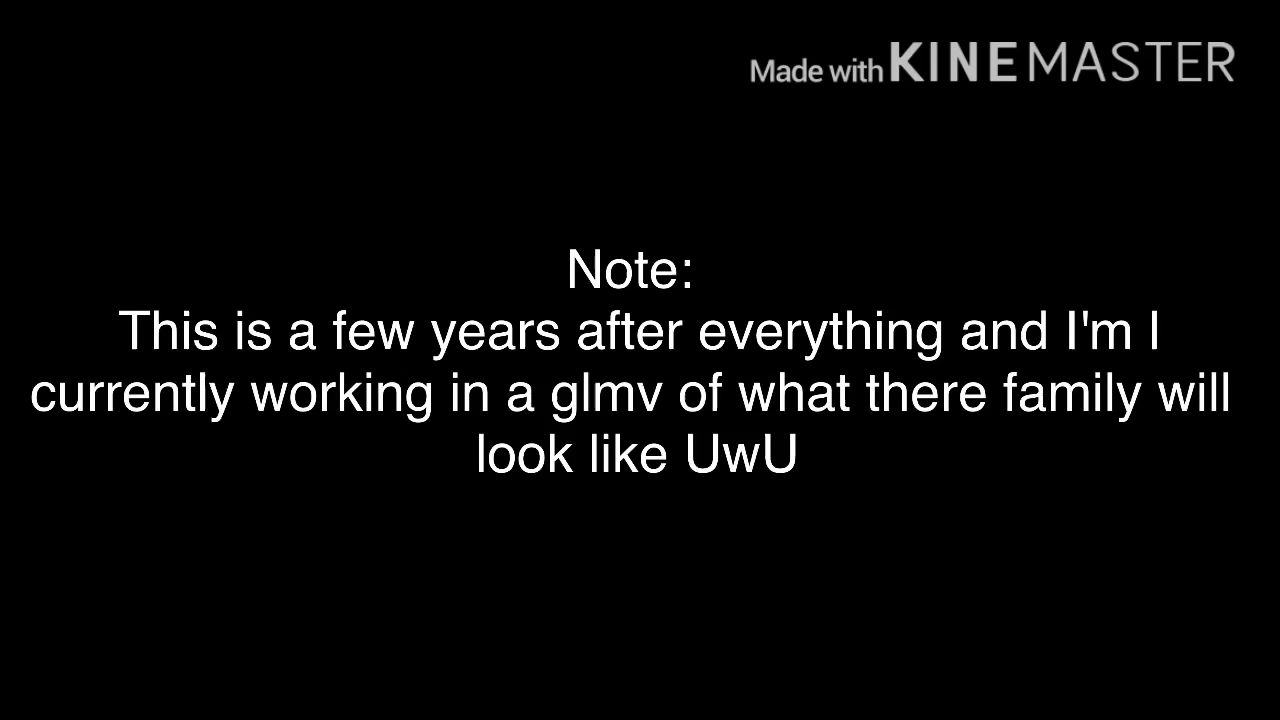 Made with KINEMASTER
Note:
This is a few years after everything and I'm I
currently working in a glmv of what there family will
look like UwU